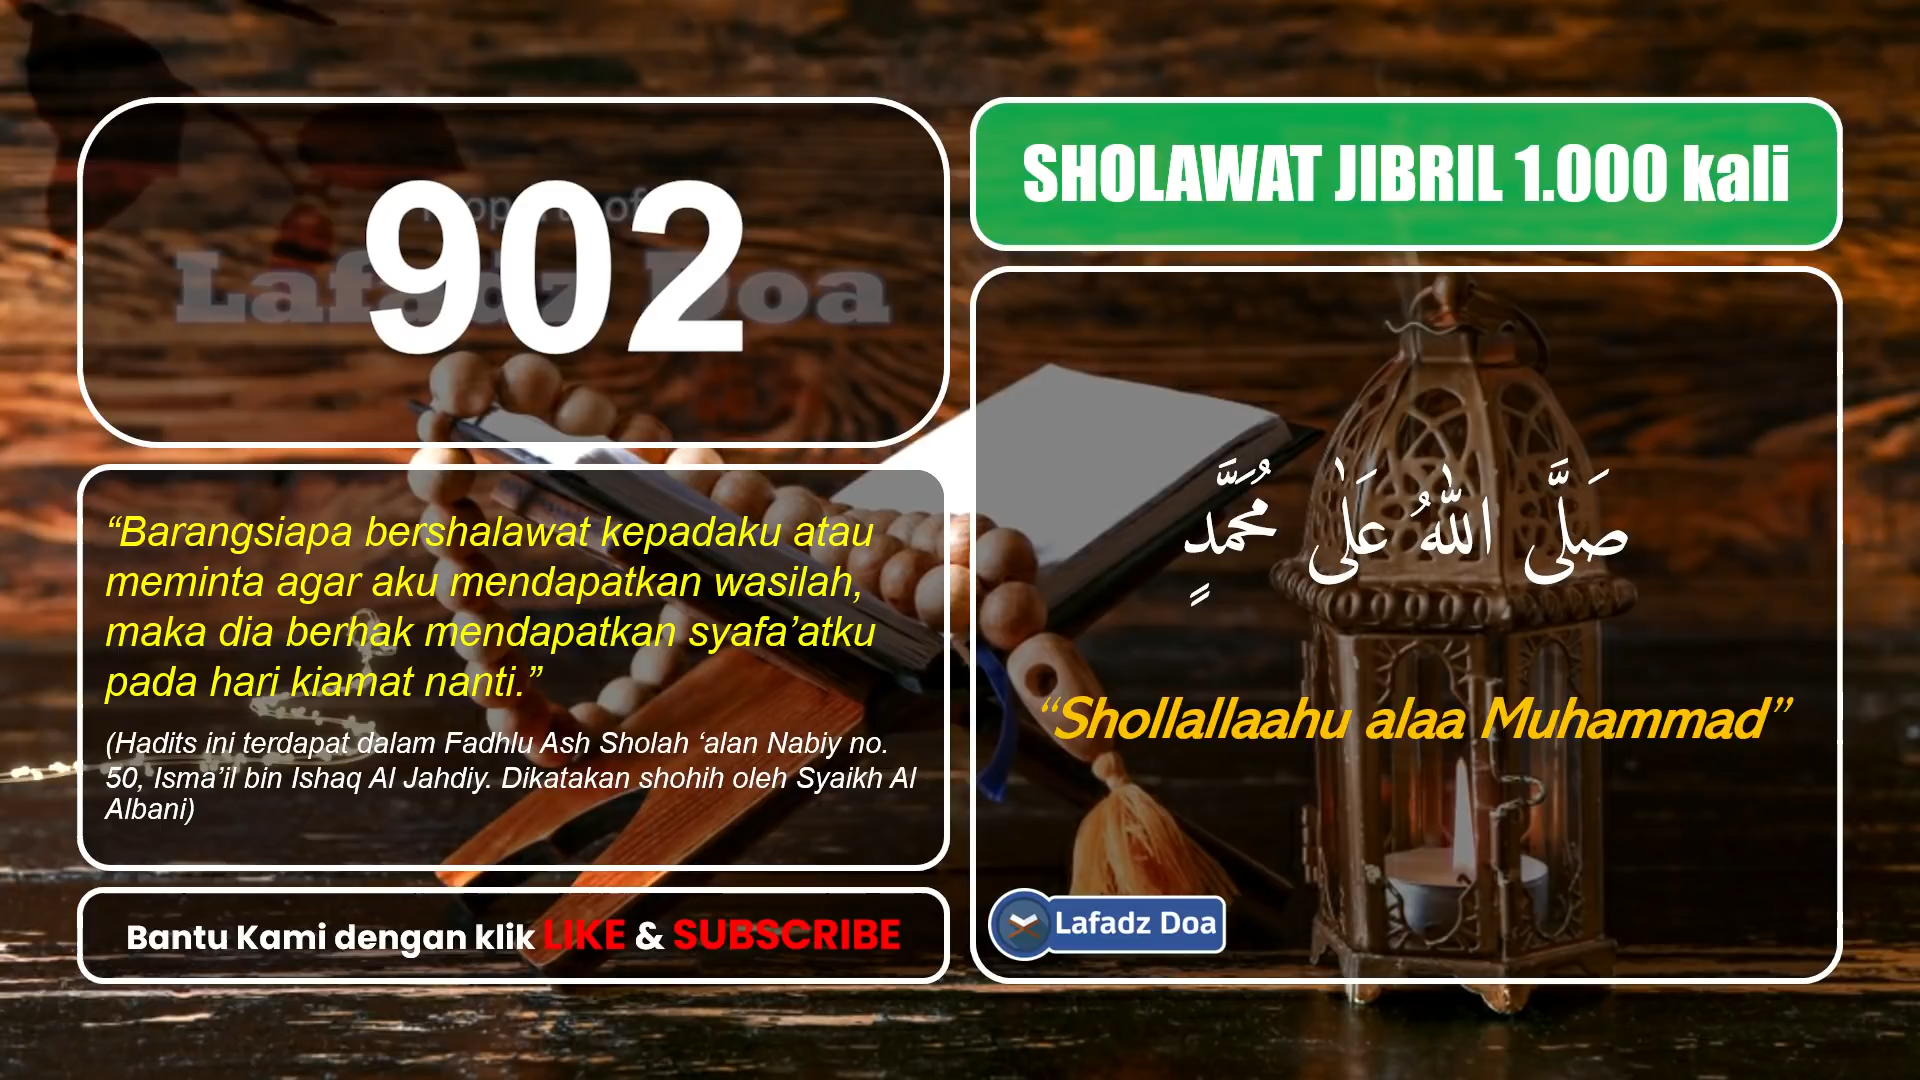 902
Lafadz Doa
“Barangsiapa bershalawat kepadaku atau
meminta agar aku mendapatkan wasilah,
maka dia berhak mendapatkan syafa’atku
pada hari kiamat nanti.”
(Hadits ini terdapat dalam Fadhlu Ash Sholah ‘alan Nabiy no.
50, Isma’il bin Ishaq Al Jahdiy. Dikatakan shohih oleh Syaikh Al
Albani)
Bantu Kami dengan klik LIKE & SUBSCRIBE
SHOLAWAT JIBRIL 1.000 kali
صَلَّى اللّٰهُ عَلٰى مُحَمَّدٍ
“Shollallaahu alaa Muhammad”
Lafadz Doa